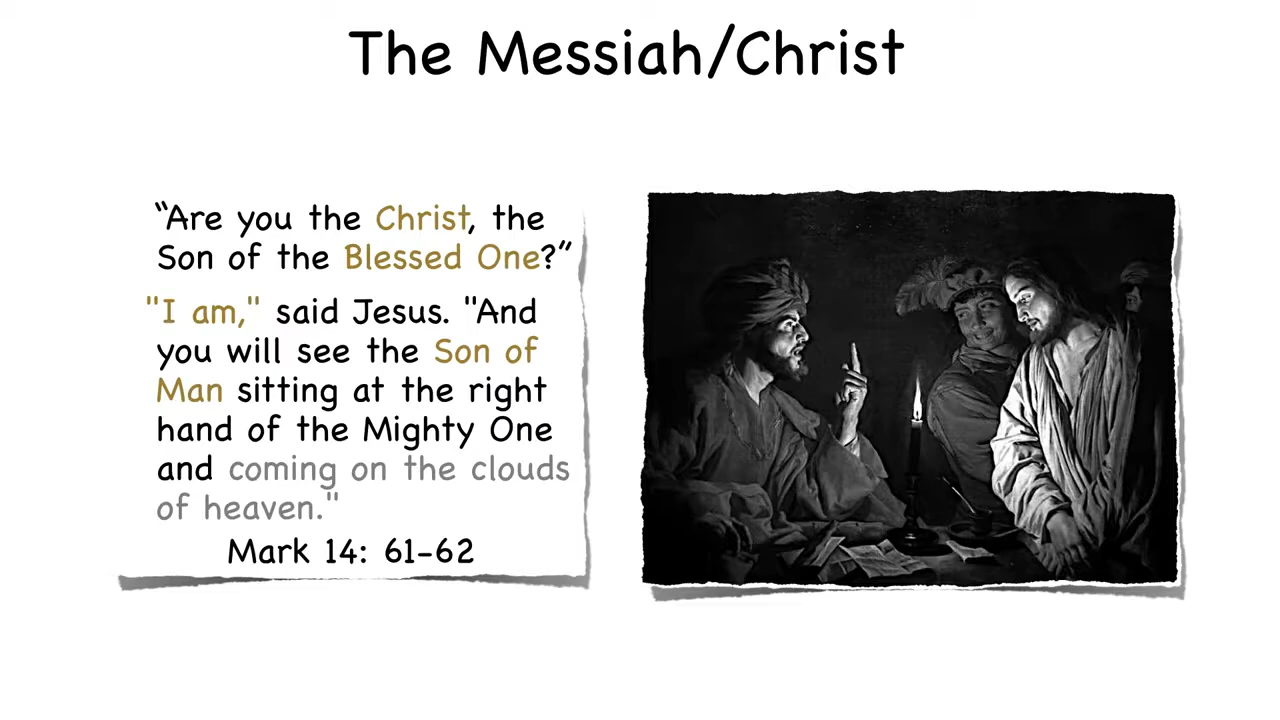 The Messiah/Christ
“Are you the Christ, the
Son of the Blessed One?”
"I am," said Jesus. "And
you will see the Son of
Man sitting at the right
hand of the Mighty One
and coming on the clouds
of heaven."
Mark 14: 61-62